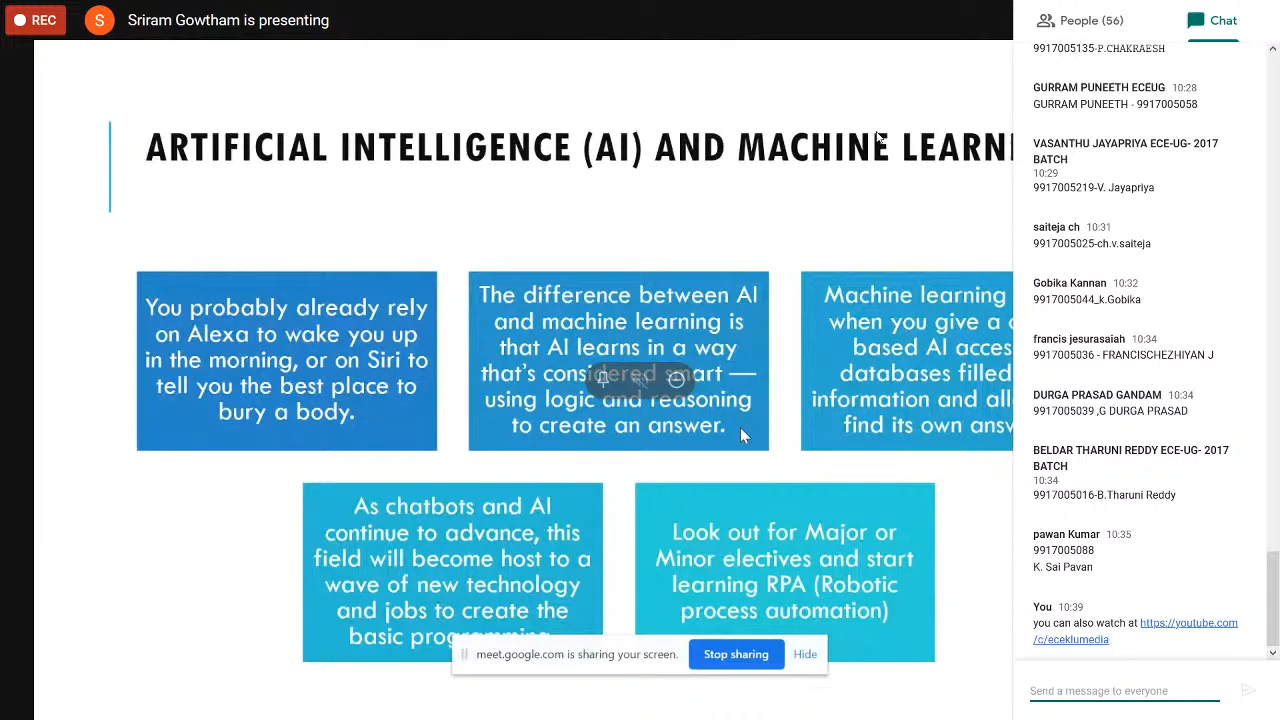 REC
S
Sriram Gowtham is presenting
People (56)
Chat
ARTIFICIAL INTELLIGENCE (AI) AND MACHINE LEARNI
You probably already rely
on Alexa to wake you up
in the morning, or on Siri to
tell you the best place to
bury a body.
The difference between AI
and machine learning is
that AI learns in a way
that's considered smart —
using logic and reasoning
to create an answer.
Machine learning
when you give a
based AI acces
databases filled
information and all
find its own answ
As chatbots and AI
continue to advance, this
field will become host to a
wave of new technology
and jobs to create the
basic programming.
Look out for Major or
Minor electives and start
learning RPA (Robotic
process automation)
meet.google.com is sharing your screen.
Stop sharing
Hide
9917005135-P.CHAKRAESH
GURRAM PUNEETH ECEUG 10:28
GURRAM PUNEETH - 9917005058
VASANTHU JAYAPRIYA ECE-UG- 2017
BATCH
10:29
9917005219-V. Jayapriya
saiteja ch 10:31
9917005025-ch.v.saiteja
Gobika Kannan 10:32
9917005044_k.Gobika
francis jesurasaiah 10:34
9917005036 - FRANCISCHEZHIYAN J
DURGA PRASAD GANDAM 10:34
9917005039 ,G DURGA PRASAD
BELDAR THARUNI REDDY ECE-UG- 2017
BATCH
10:34
9917005016-B.Tharuni Reddy
pawan Kumar 10:35
9917005088
K. Sai Pavan
You 10:39
you can also watch at https://youtube.com
/c/eceklumedia
Send a message to everyone